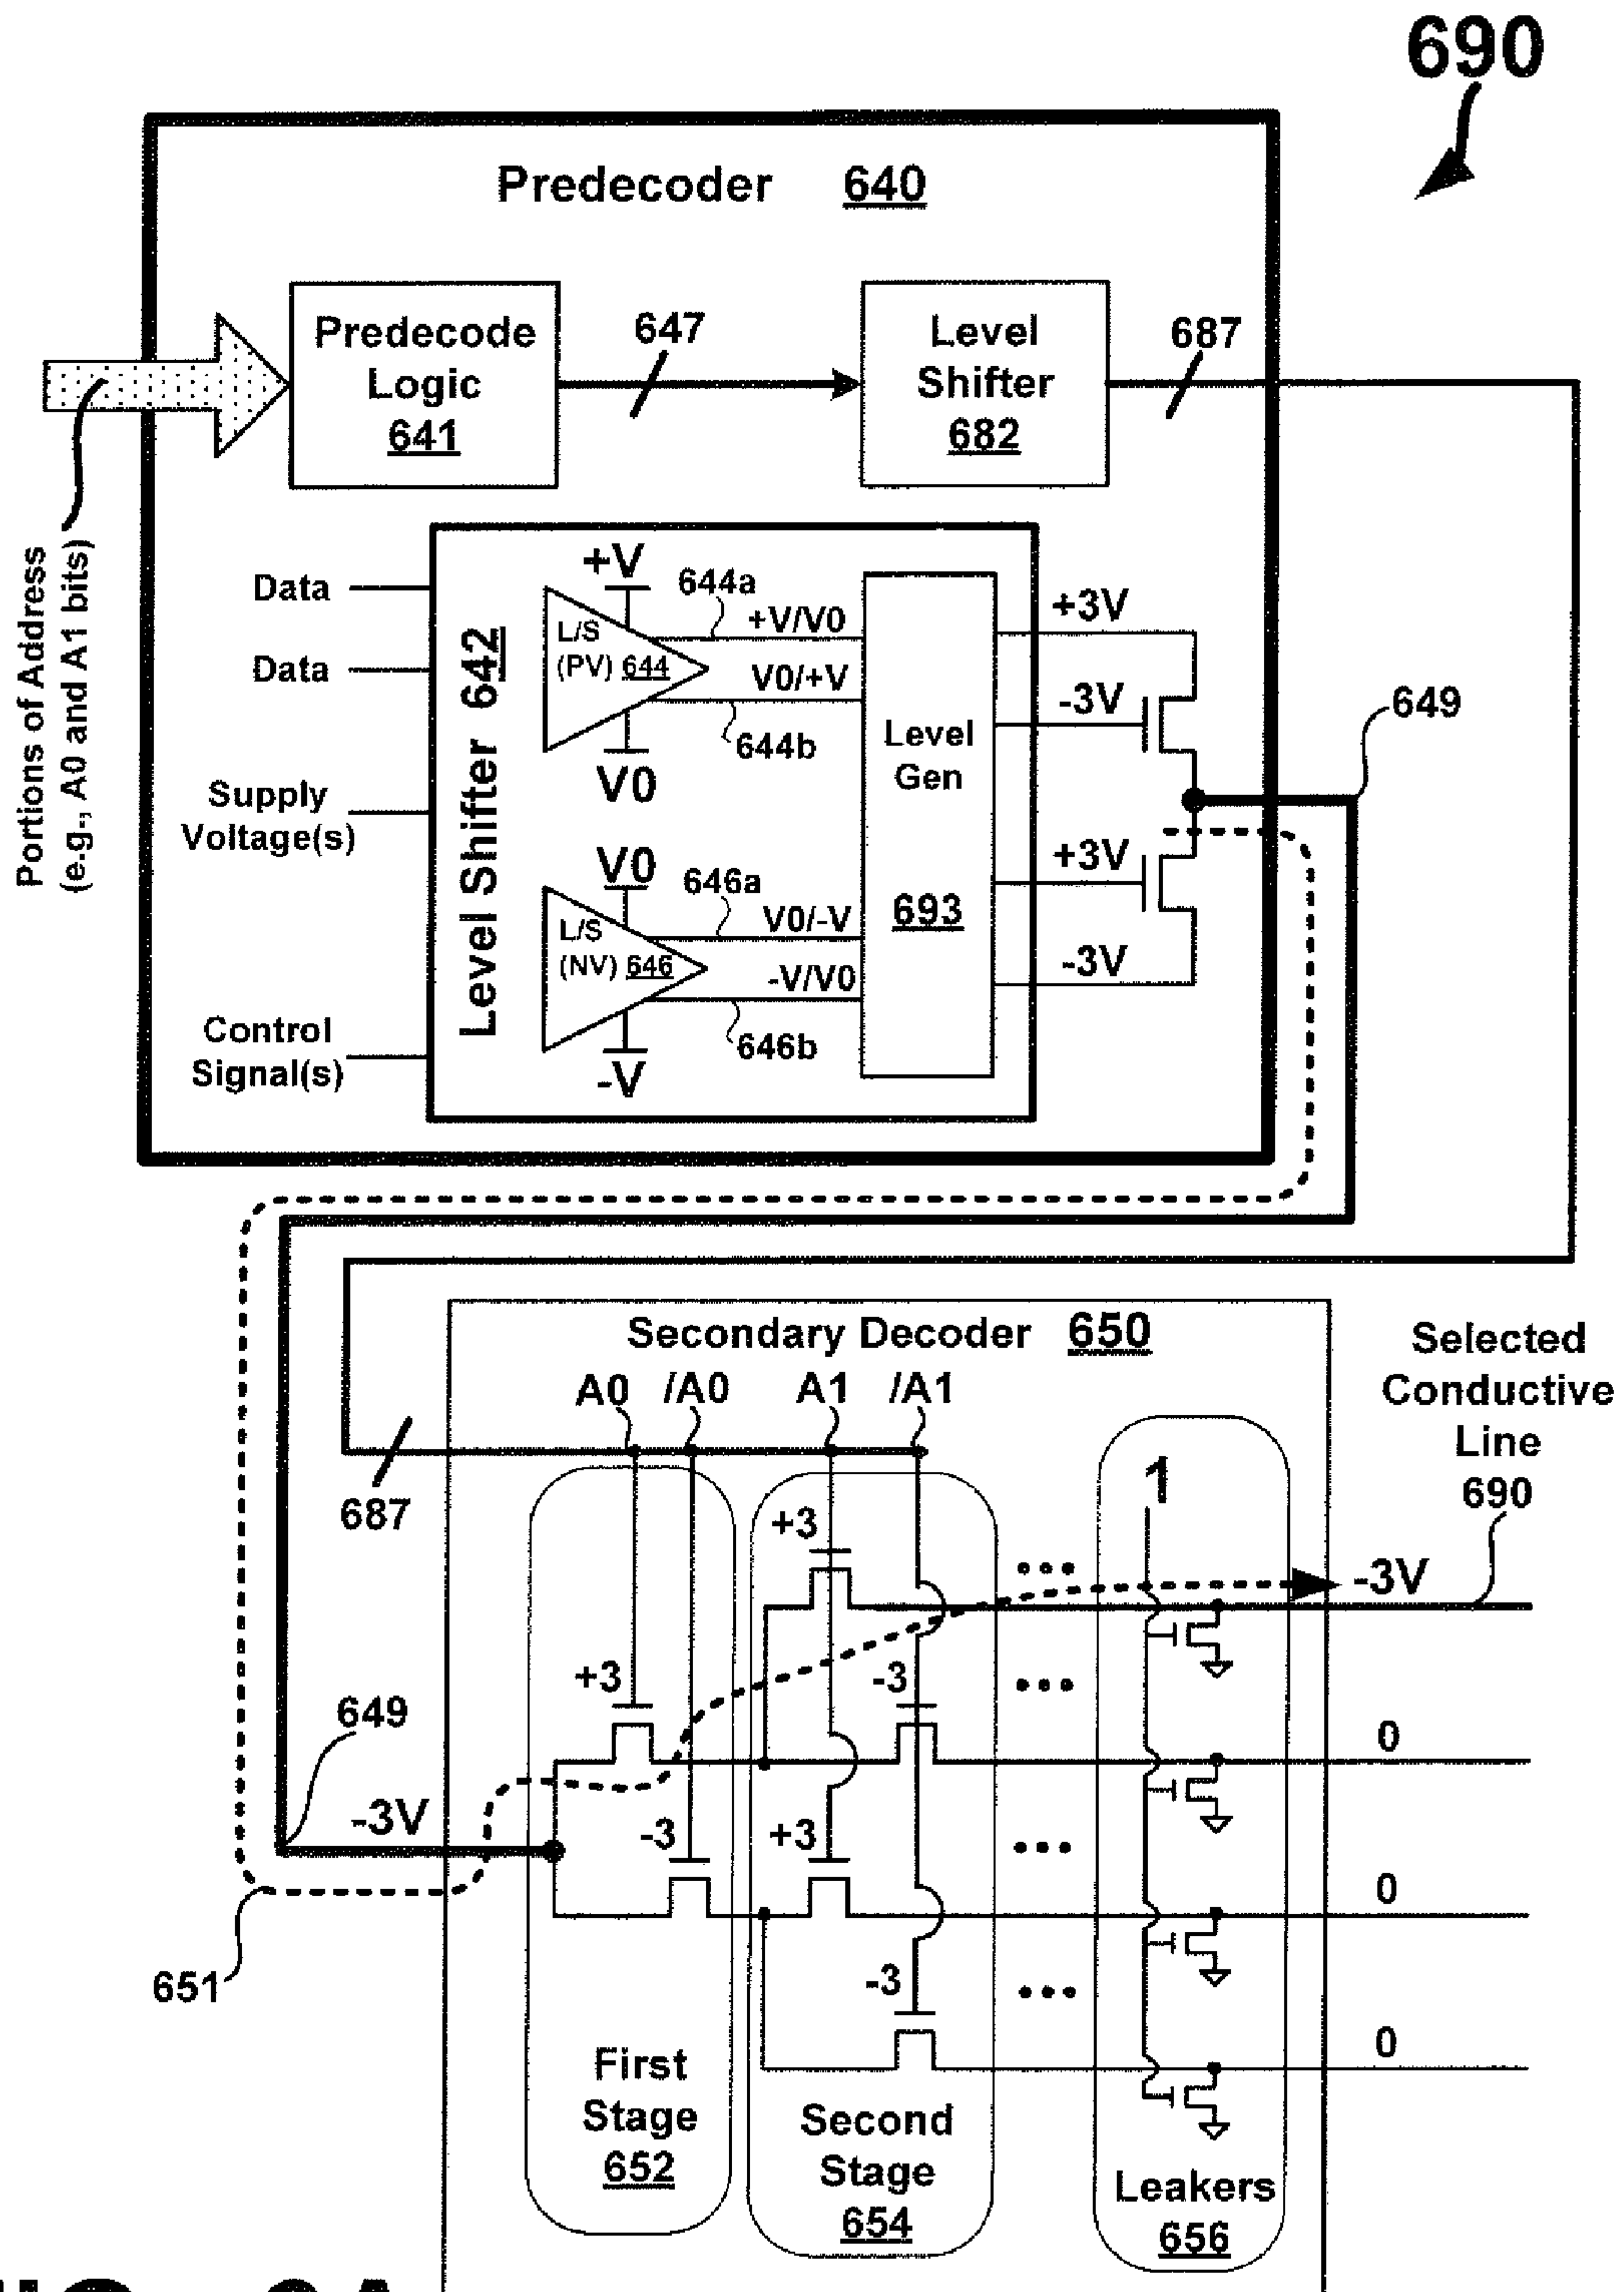 690
Predecoder 640
Predecode
Logic
641
647
Level
Shifter
682
687
Portions of Address
(e.g., A0 and A1 bits)
Data
Data
Supply
Voltage(s)
Control
Signal(s)
Level Shifter 642
+V
L/S
(PV) 644
V0
644a
+V/V0
V0/+V
644b
V0
L/S
(NV) 646
-V
646a
V0/-V
-V/V0
646b
Level
Gen
693
+3V
-3V
+3V
-3V
649
Secondary Decoder 650
A0 /A0 A1 /A1
687
Selected
Conductive
Line
690
1
+3
-3V
+3
-3
649
0
-3V
-3
+3
0
651
-3
0
First
Stage
652
Second
Stage
654
Leakers
656